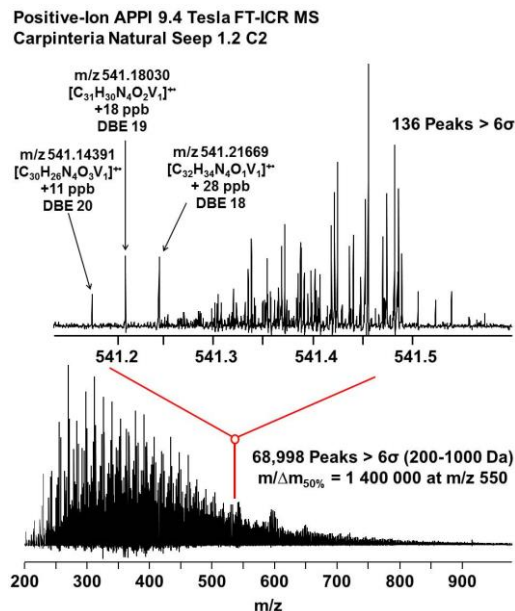 Positive-Ion APPI 9.4 Tesla FT-ICR MS
Carpinteria Natural Seep 1.2 C2
m/z 541.18030
[C₃₁H₃₀N₄O₂V₁]⁺•
+18 ppb
DBE 19
m/z 541.14391
[C₃₀H₂₆N₄O₃V₁]⁺•
+11 ppb
DBE 20
m/z 541.21669
[C₃₂H₃₄N₄O₁V₁]⁺•
+ 28 ppb
DBE 18
136 Peaks > 6σ
541.2 541.3 541.4 541.5
68,998 Peaks > 6σ (200-1000 Da)
m/Δm₅₀% = 1 400 000 at m/z 550
200 300 400 500 600 700 800 900
m/z